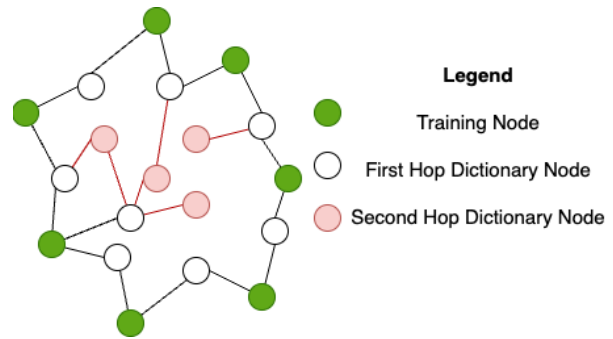 Legend
Training Node
First Hop Dictionary Node
Second Hop Dictionary Node